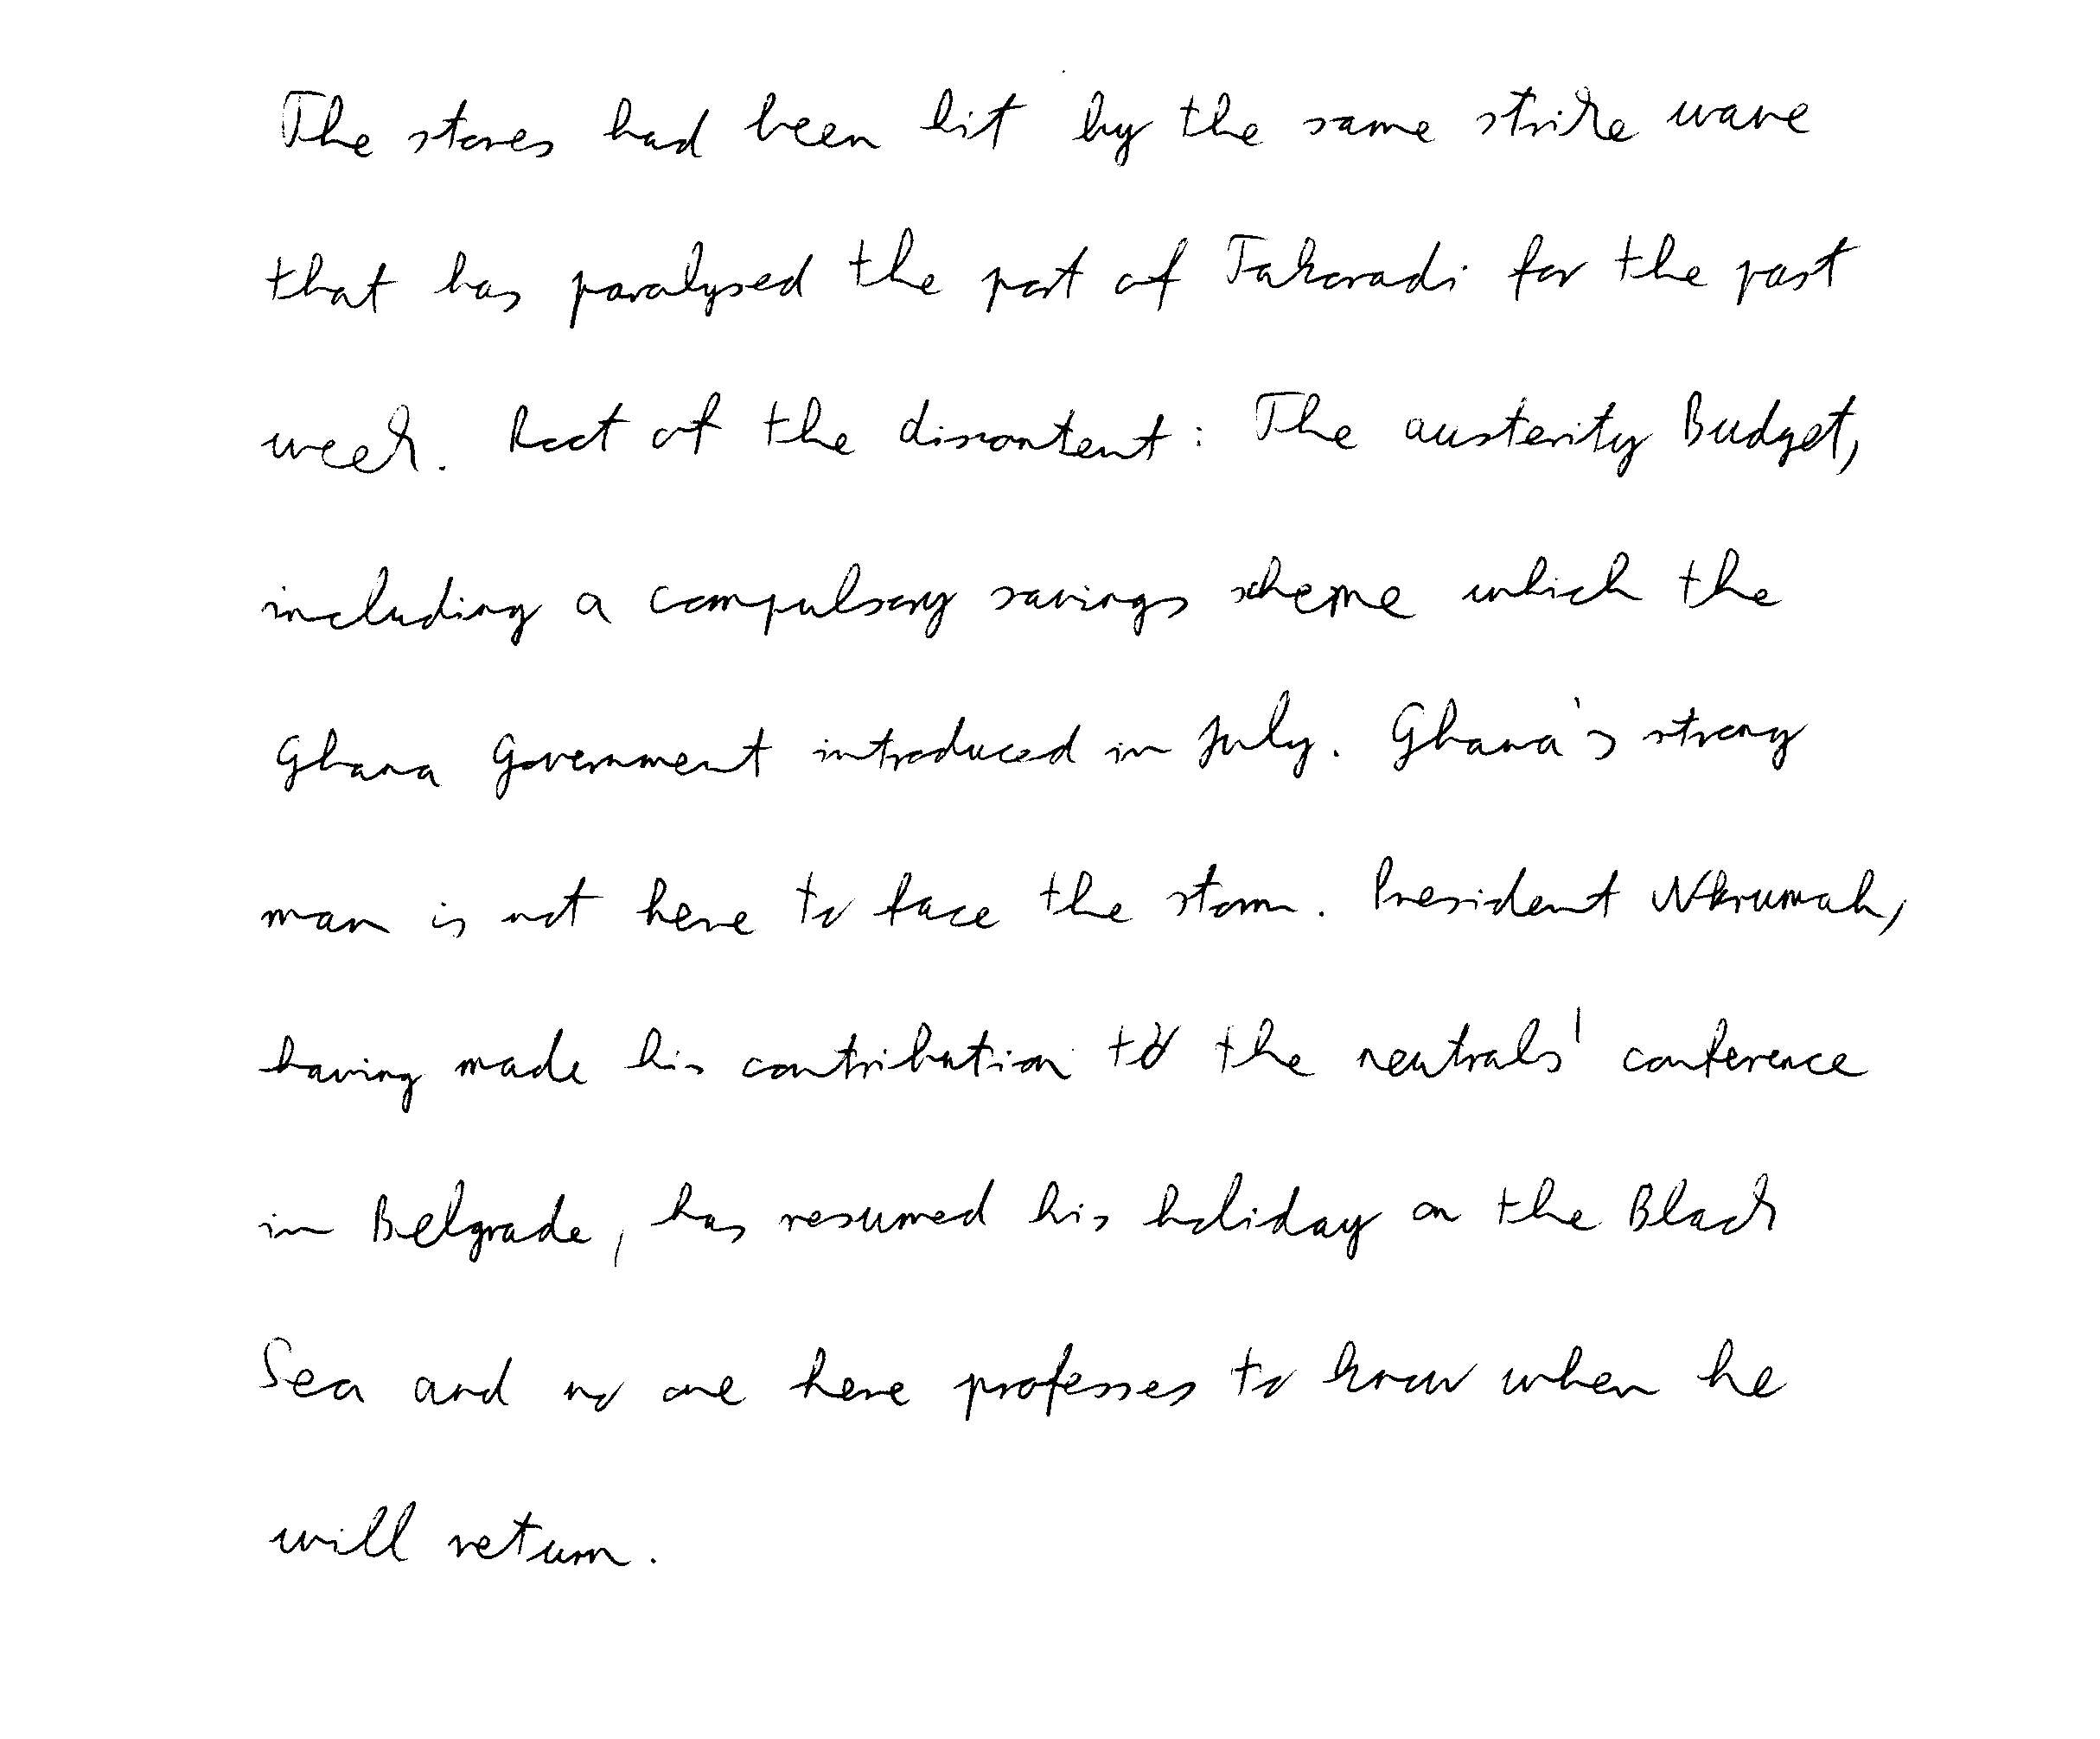 The stores had been hit by the same strike wave
that has paralysed the port of Takoradi for the past
week. Root of the discontent: The austerity Budget,
including a compulsory savings scheme which the
Ghana Government introduced in July. Ghana's strong
man is not here to face the storm. President Nkrumah,
having made his contribution to the neutrals' conference
in Belgrade, has resumed his holiday on the Black
Sea and no one here professes to know when he
will return.